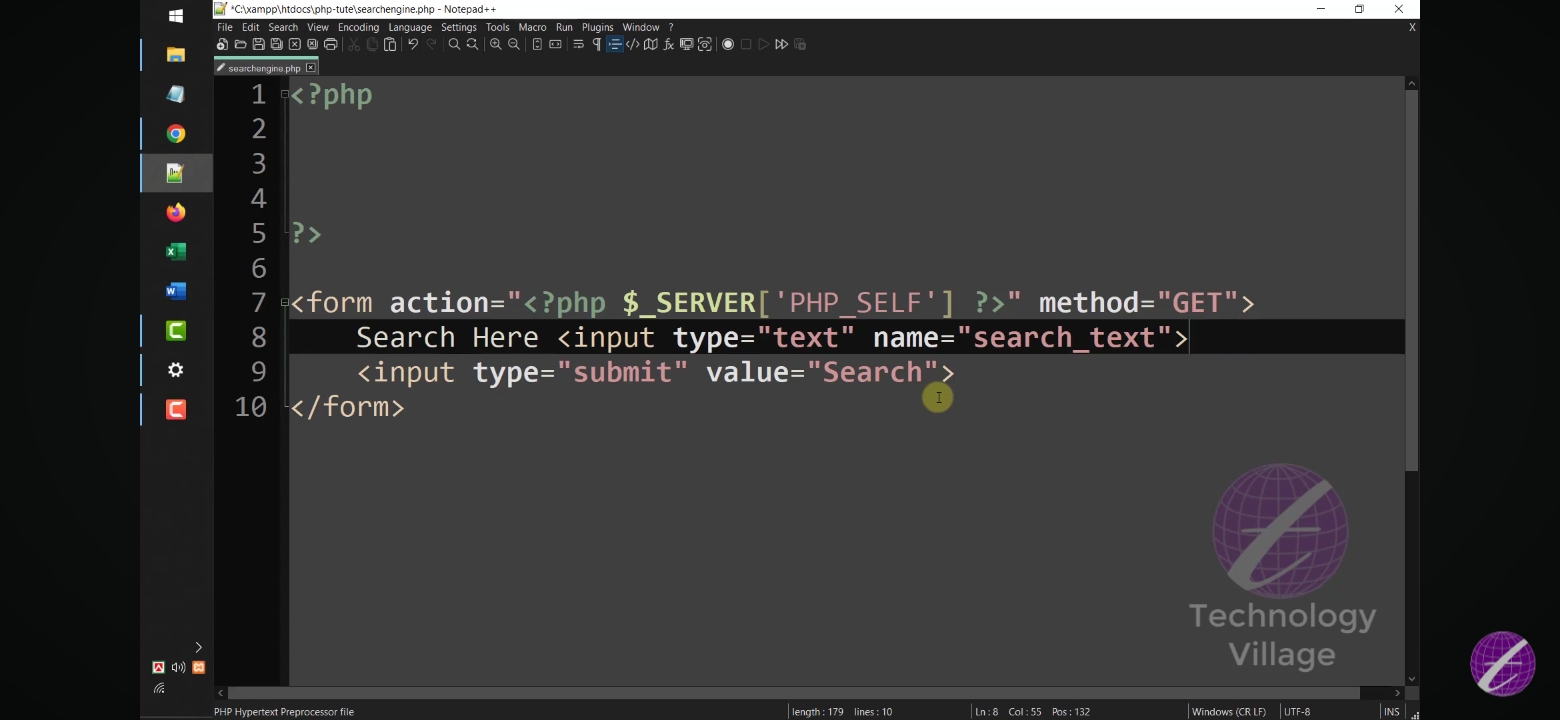 *C:\xampp\htdocs\php-tute\searchengine.php - Notepad++
File Edit Search View Encoding Language Settings Tools Macro Run Plugins Window ? X
searchengine.php
1 <?php
2
3
4
5 ?>
6
7 <form action="<?php $_SERVER['PHP_SELF'] ?>" method="GET">
8 Search Here <input type="text" name="search_text">
9 <input type="submit" value="Search">
10 </form>
Technology
Village
PHP Hypertext Preprocessor file length : 179 lines : 10 Ln : 8 Col : 55 Pos : 132 Windows (CR LF) UTF-8 INS